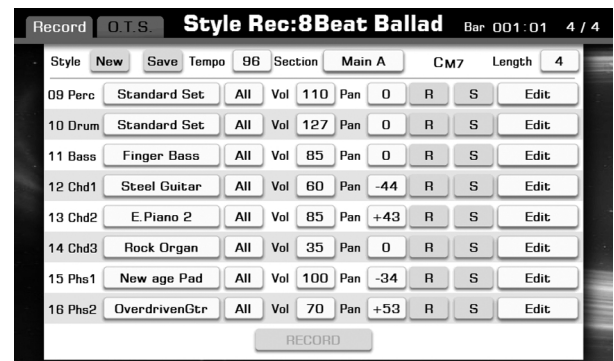 Record O.T.S. Style Rec:8Beat Ballad Bar 001:01 4/4
Style New Save Tempo 96 Section Main A CM7 Length 4
09 Perc Standard Set All Vol 110 Pan 0 R S Edit
10 Drum Standard Set All Vol 127 Pan 0 R S Edit
11 Bass Finger Bass All Vol 85 Pan 0 R S Edit
12 Chd1 Steel Guitar All Vol 60 Pan -44 R S Edit
13 Chd2 E.Piano 2 All Vol 85 Pan +43 R S Edit
14 Chd3 Rock Organ All Vol 35 Pan 0 R S Edit
15 Phs1 New age Pad All Vol 100 Pan -34 R S Edit
16 Phs2 OverdrivenGtr All Vol 70 Pan +53 R S Edit
RECORD